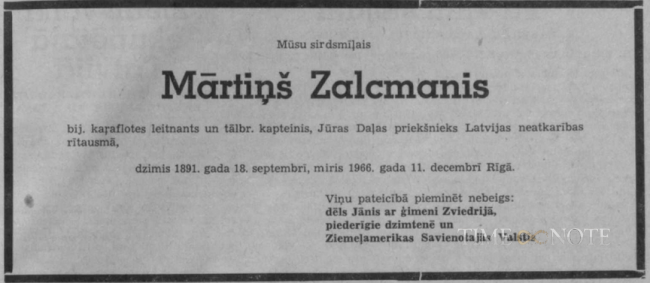 Mūsu sirdsmīļais
Mārtiņš Zalcmanis
bij. kaŗaflotes leitnants un tālbr. kapteinis, Jūras Daļas priekšnieks Latvijas neatkarības
rītausmā,
dzimis 1891. gada 18. septembrī, miris 1966. gada 11. decembrī Rīgā.
Viņu pateicībā pieminēt nebeigs:
dēls Jānis ar ģimeni Zviedrijā,
piederīgie dzimtenē un
Ziemeļamerikas Savienotajās Valstīs
TIMENOTE